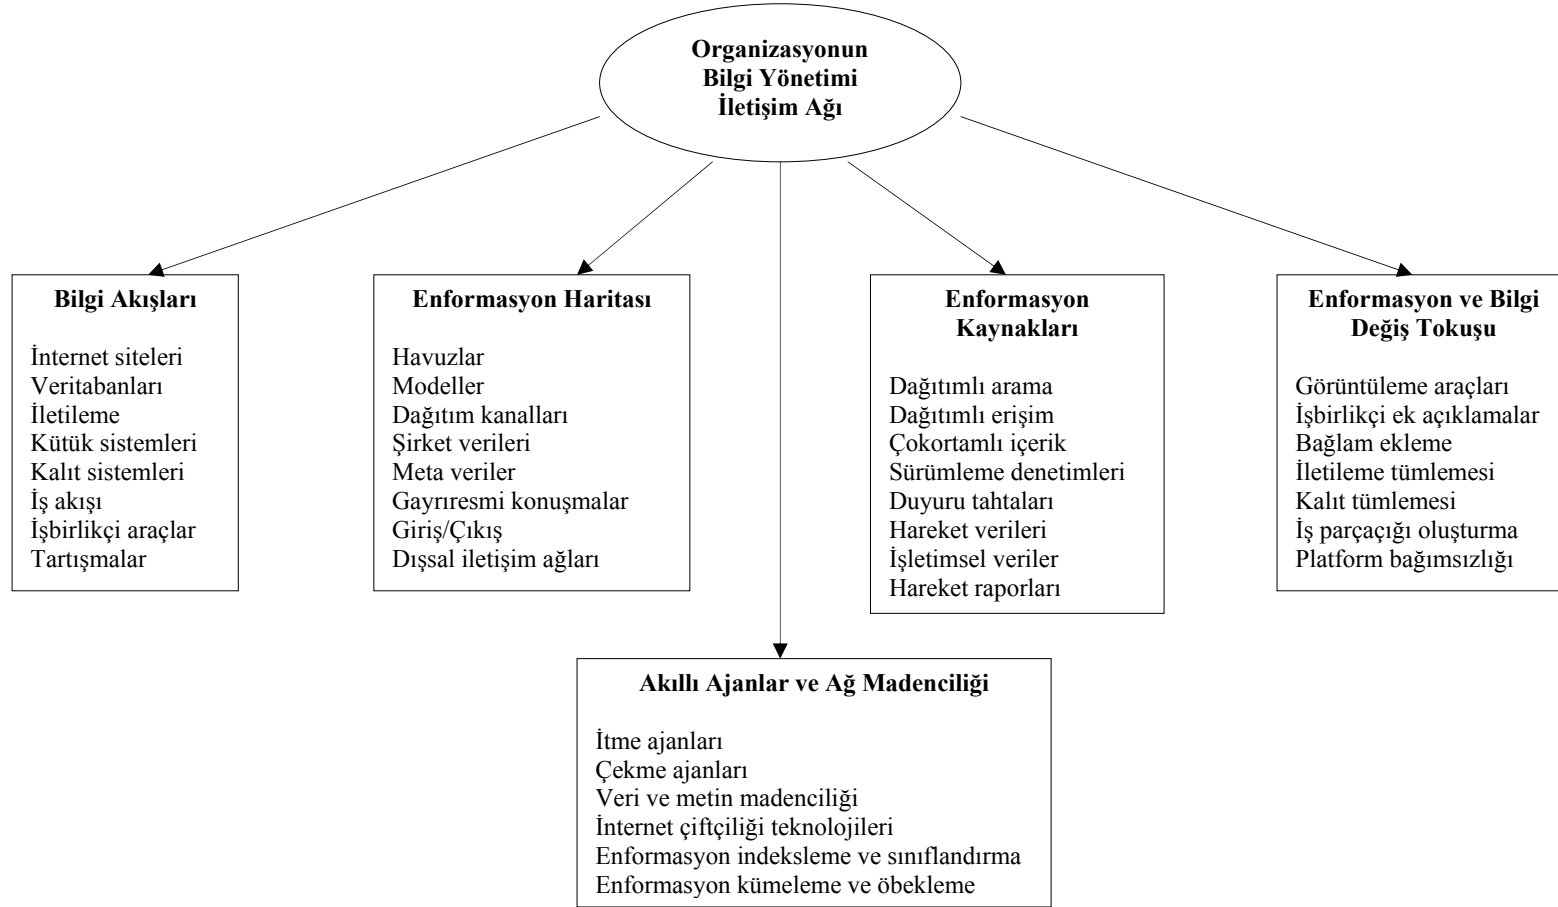 Organizasyonun
Bilgi Yönetimi
İletişim Ağı
Bilgi Akışları
İnternet siteleri
Veritabanları
İletileme
Kütük sistemleri
Kalıt sistemleri
İş akışı
İşbirlikçi araçlar
Tartışmalar
Enformasyon Haritası
Havuzlar
Modeller
Dağıtım kanalları
Şirket verileri
Meta veriler
Gayrıresmi konuşmalar
Giriş/Çıkış
Dışsal iletişim ağları
Enformasyon
Kaynakları
Dağıtımlı arama
Dağıtımlı erişim
Çokortamlı içerik
Sürümleme denetimleri
Duyuru tahtaları
Hareket verileri
İşletimsel veriler
Hareket raporları
Enformasyon ve Bilgi
Değiş Tokuşu
Görüntüleme araçları
İşbirlikçi ek açıklamalar
Bağlam ekleme
İletileme tümlemesi
Kalıt tümlemesi
İş parçaçığı oluşturma
Platform bağımsızlığı
Akıllı Ajanlar ve Ağ Madenciliği
İtme ajanları
Çekme ajanları
Veri ve metin madenciliği
İnternet çiftçiliği teknolojileri
Enformasyon indeksleme ve sınıflandırma
Enformasyon kümeleme ve öbekleme